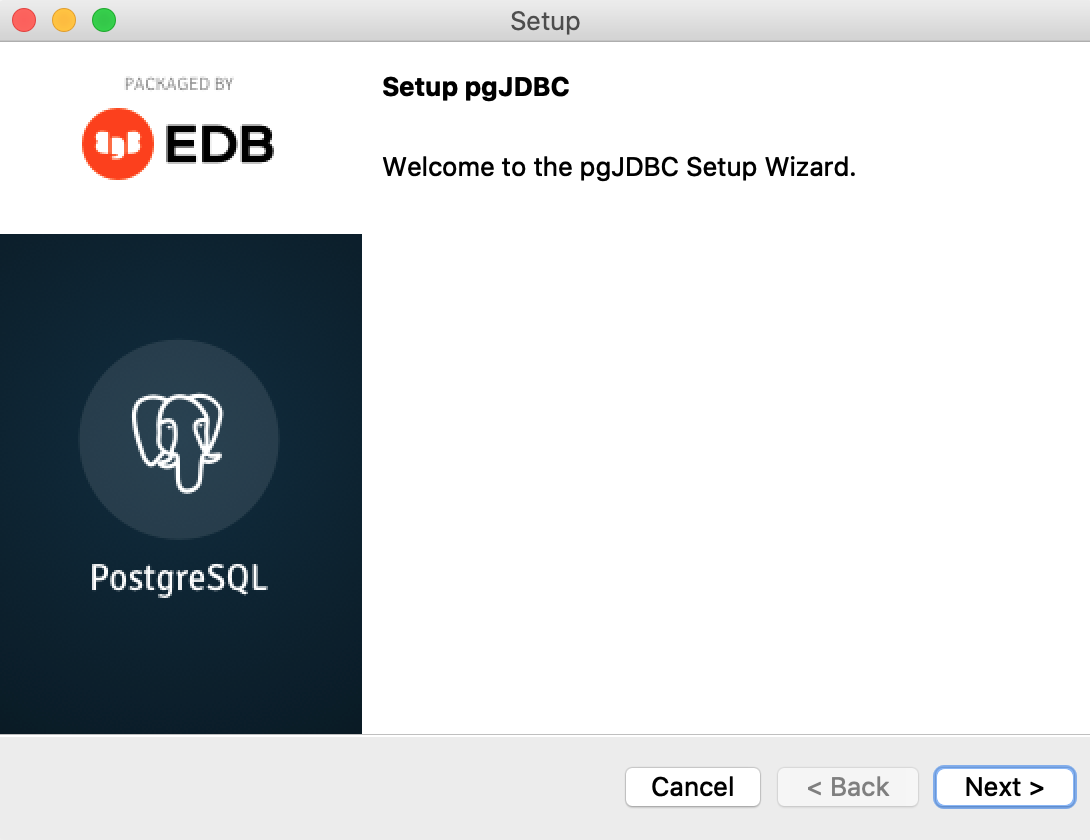 Setup
PACKAGED BY
EDB
Setup pgJDBC
Welcome to the pgJDBC Setup Wizard.
PostgreSQL
Cancel
< Back
Next >